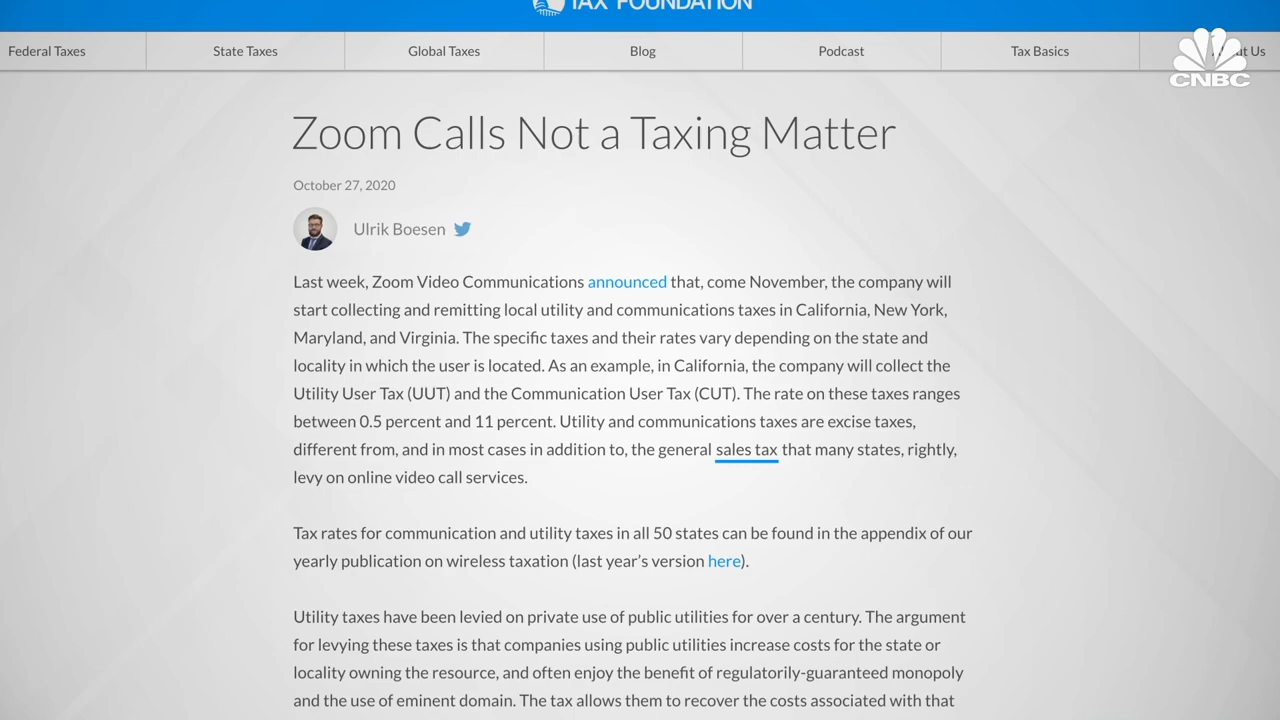 TAX FOUNDATION
Federal Taxes
State Taxes
Global Taxes
Blog
Podcast
Tax Basics
Us
CNBC
Zoom Calls Not a Taxing Matter
October 27, 2020
Ulrik Boesen
Last week, Zoom Video Communications announced that, come November, the company will
start collecting and remitting local utility and communications taxes in California, New York,
Maryland, and Virginia. The specific taxes and their rates vary depending on the state and
locality in which the user is located. As an example, in California, the company will collect the
Utility User Tax (UUT) and the Communication User Tax (CUT). The rate on these taxes ranges
between 0.5 percent and 11 percent. Utility and communications taxes are excise taxes,
different from, and in most cases in addition to, the general sales tax that many states, rightly,
levy on online video call services.
Tax rates for communication and utility taxes in all 50 states can be found in the appendix of our
yearly publication on wireless taxation (last year’s version here).
Utility taxes have been levied on private use of public utilities for over a century. The argument
for levying these taxes is that companies using public utilities increase costs for the state or
locality owning the resource, and often enjoy the benefit of regulatorily-guaranteed monopoly
and the use of eminent domain. The tax allows them to recover the costs associated with that